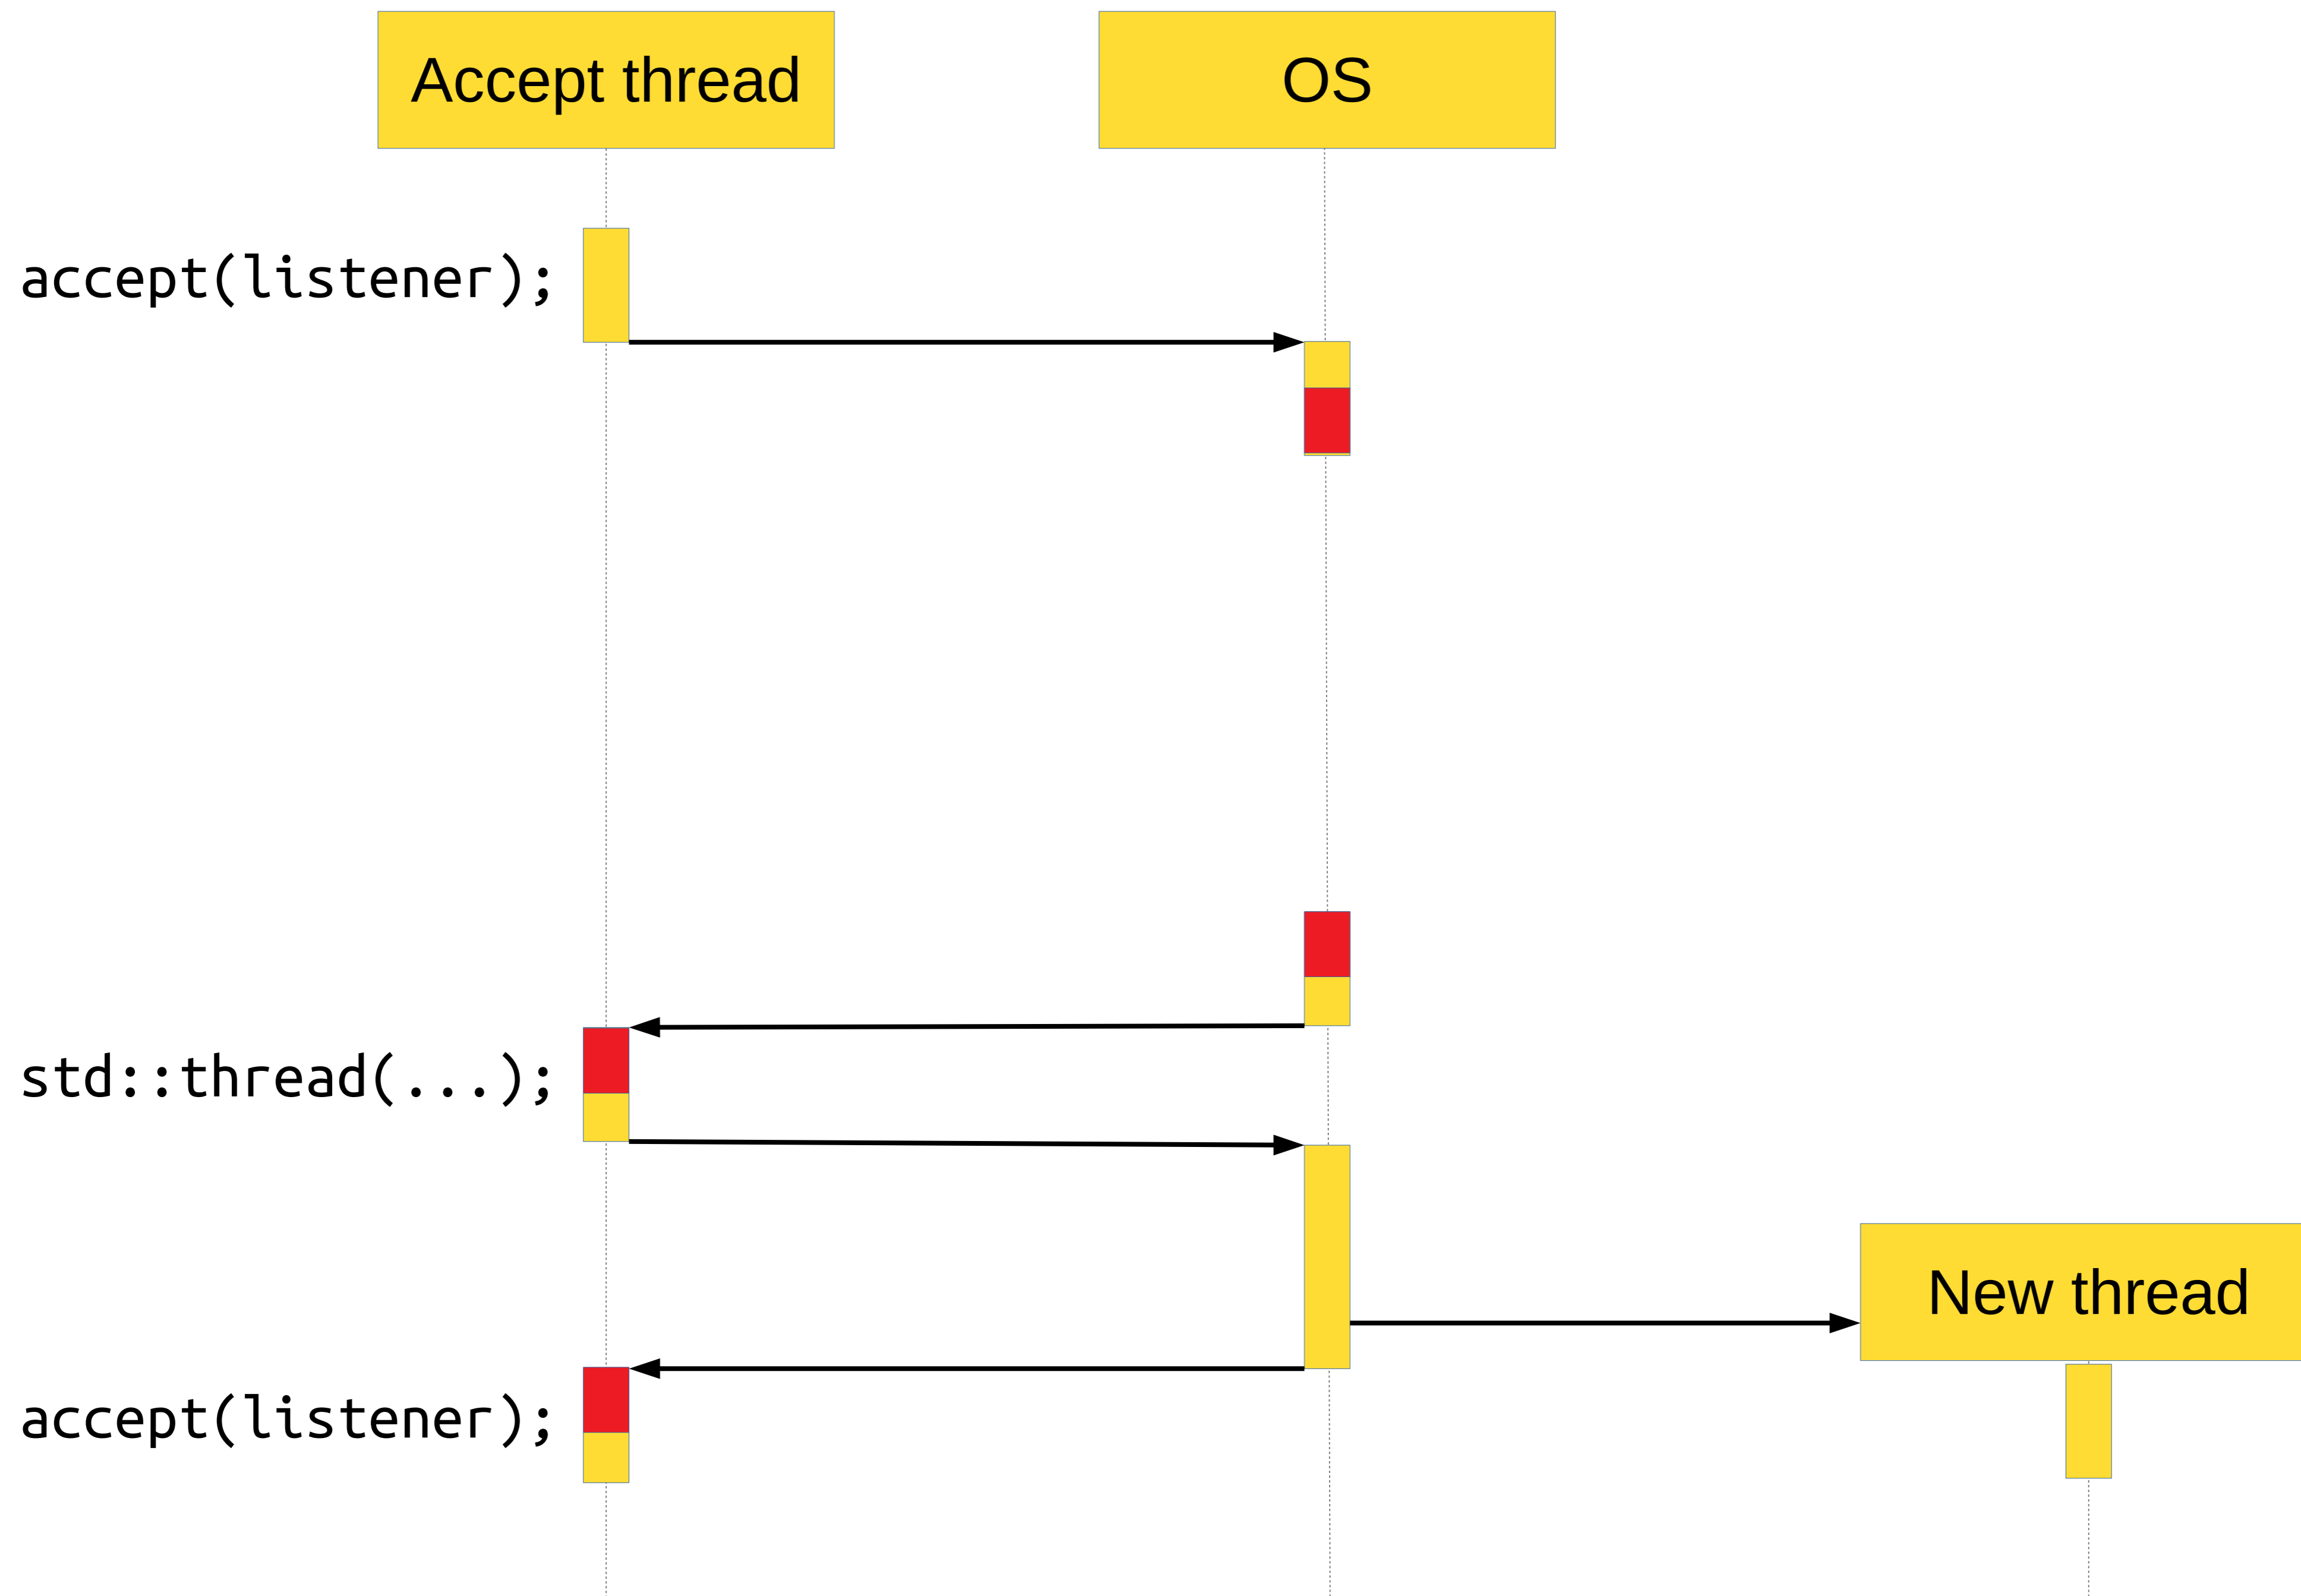 Accept thread
OS
accept(listener);
std::thread(...);
New thread
accept(listener);